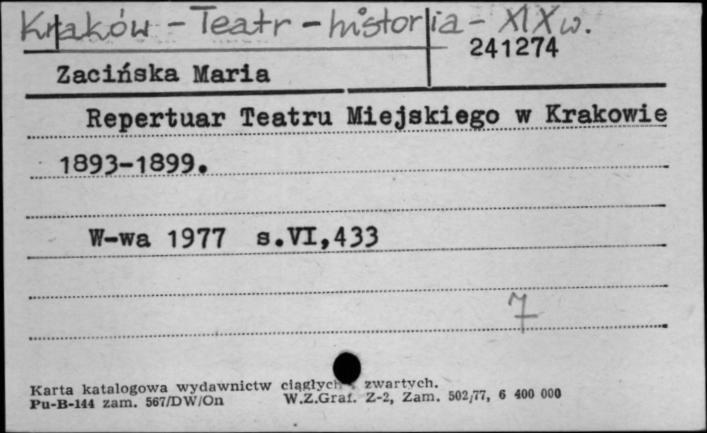 Kraków - Teatr - historia - XIX w.
241274
Zacińska Maria
Repertuar Teatru Miejskiego w Krakowie
1893-1899.
W-wa 1977 s.VI,433
7
Karta katalogowa wydawnictw ciągłych zwartych.
Pu-B-144 zam. 567/DW/On W.Z.Graf. Z-2, Zam. 502/77, 6 400 000